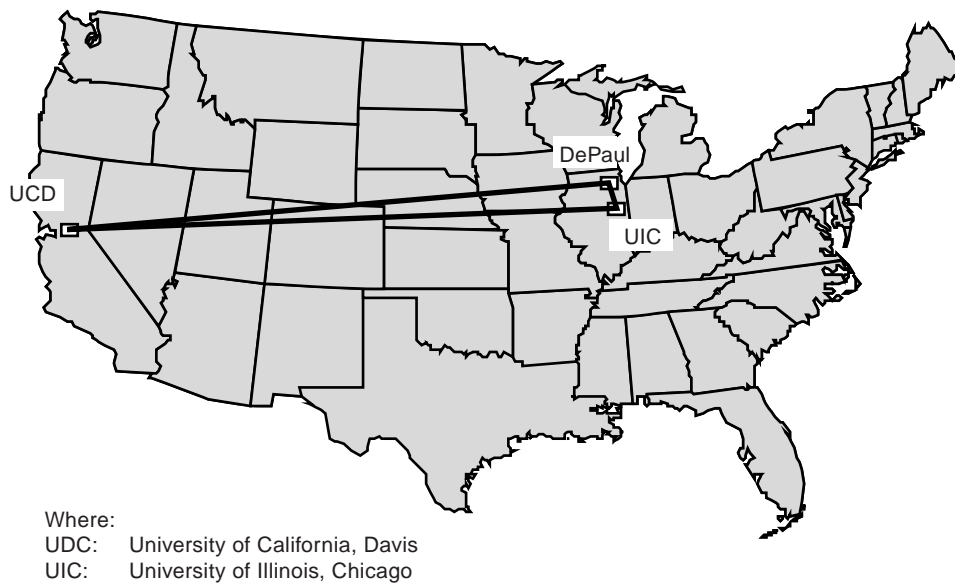 DePaul
UCD
UIC
Where:
UDC: University of California, Davis
UIC: University of Illinois, Chicago